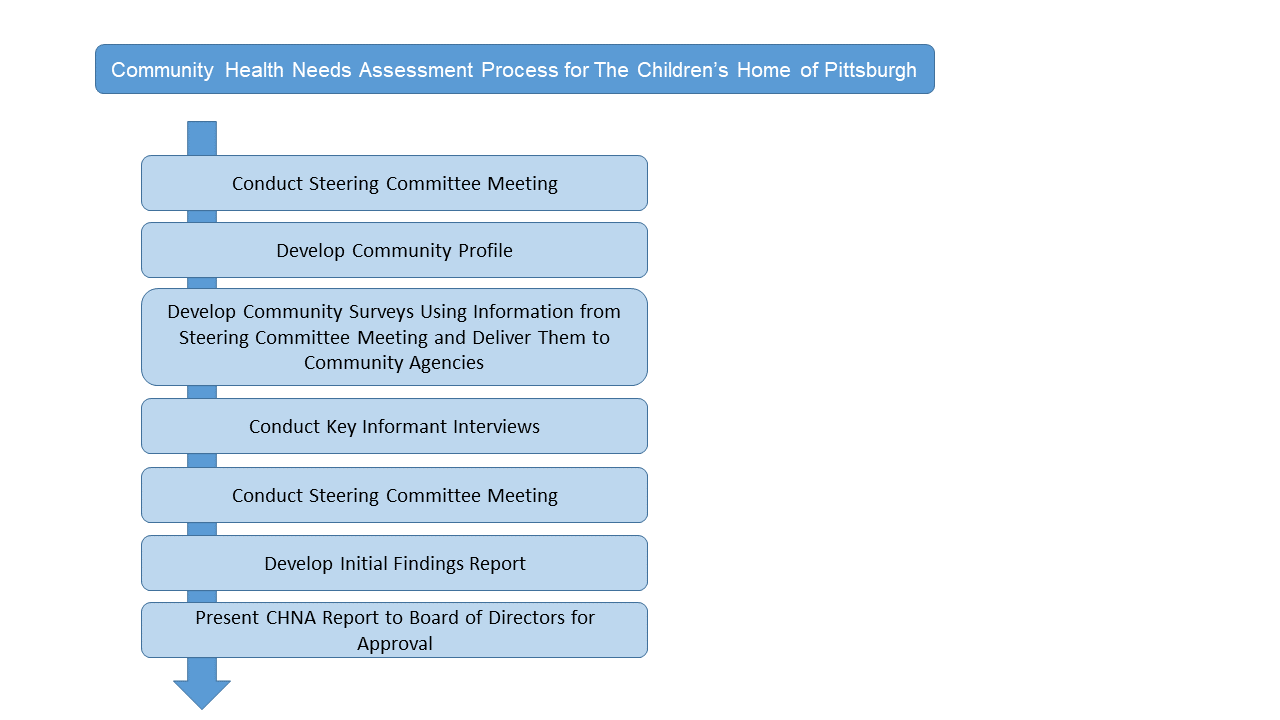 Community Health Needs Assessment Process for The Children’s Home of Pittsburgh
Conduct Steering Committee Meeting
Develop Community Profile
Develop Community Surveys Using Information from
Steering Committee Meeting and Deliver Them to
Community Agencies
Conduct Key Informant Interviews
Conduct Steering Committee Meeting
Develop Initial Findings Report
Present CHNA Report to Board of Directors for
Approval